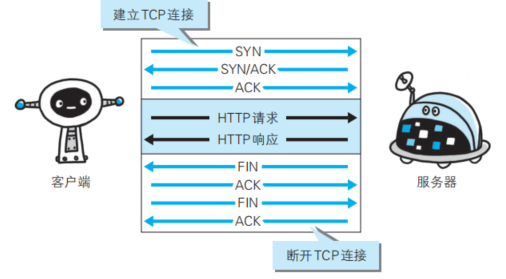 建立TCP连接
SYN
SYN/ACK
ACK
HTTP请求
HTTP响应
客户端
服务器
FIN
ACK
FIN
ACK
断开TCP连接